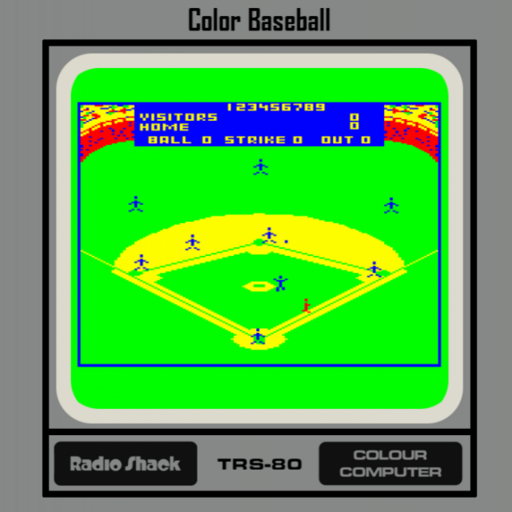 Color Baseball
123456789
VISITORS 0
HOME 0
BALL 0 STRIKE 0 OUT 0
Radio Shack
TRS-80
COLOUR
COMPUTER